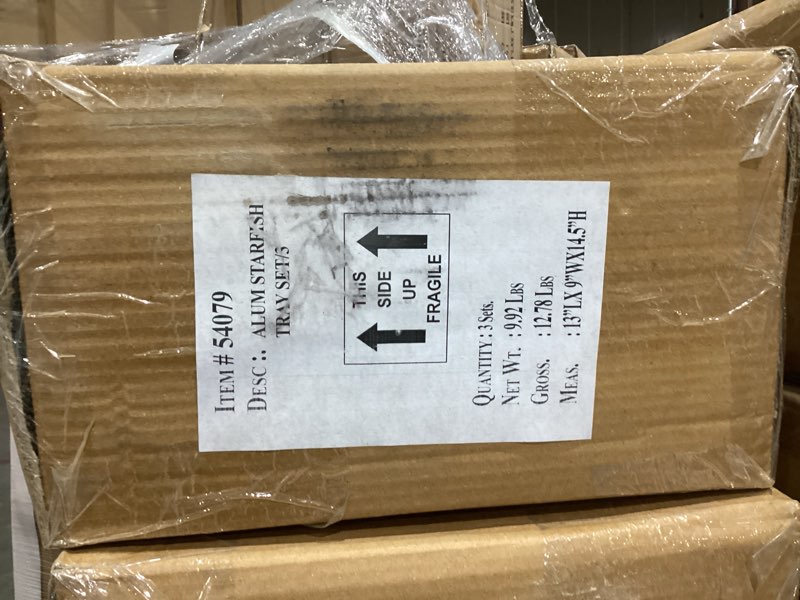 ITEM # 54079
DESC :. ALUM STARFISH
TRAY SET/3
THIS
SIDE
UP
FRAGILE
QUANTITY : 3 Sets.
NET WT. : 9.92 LBS
GROSS. : 12.78 LBS
MEAS. : 13"LX 9"WX14.5"H